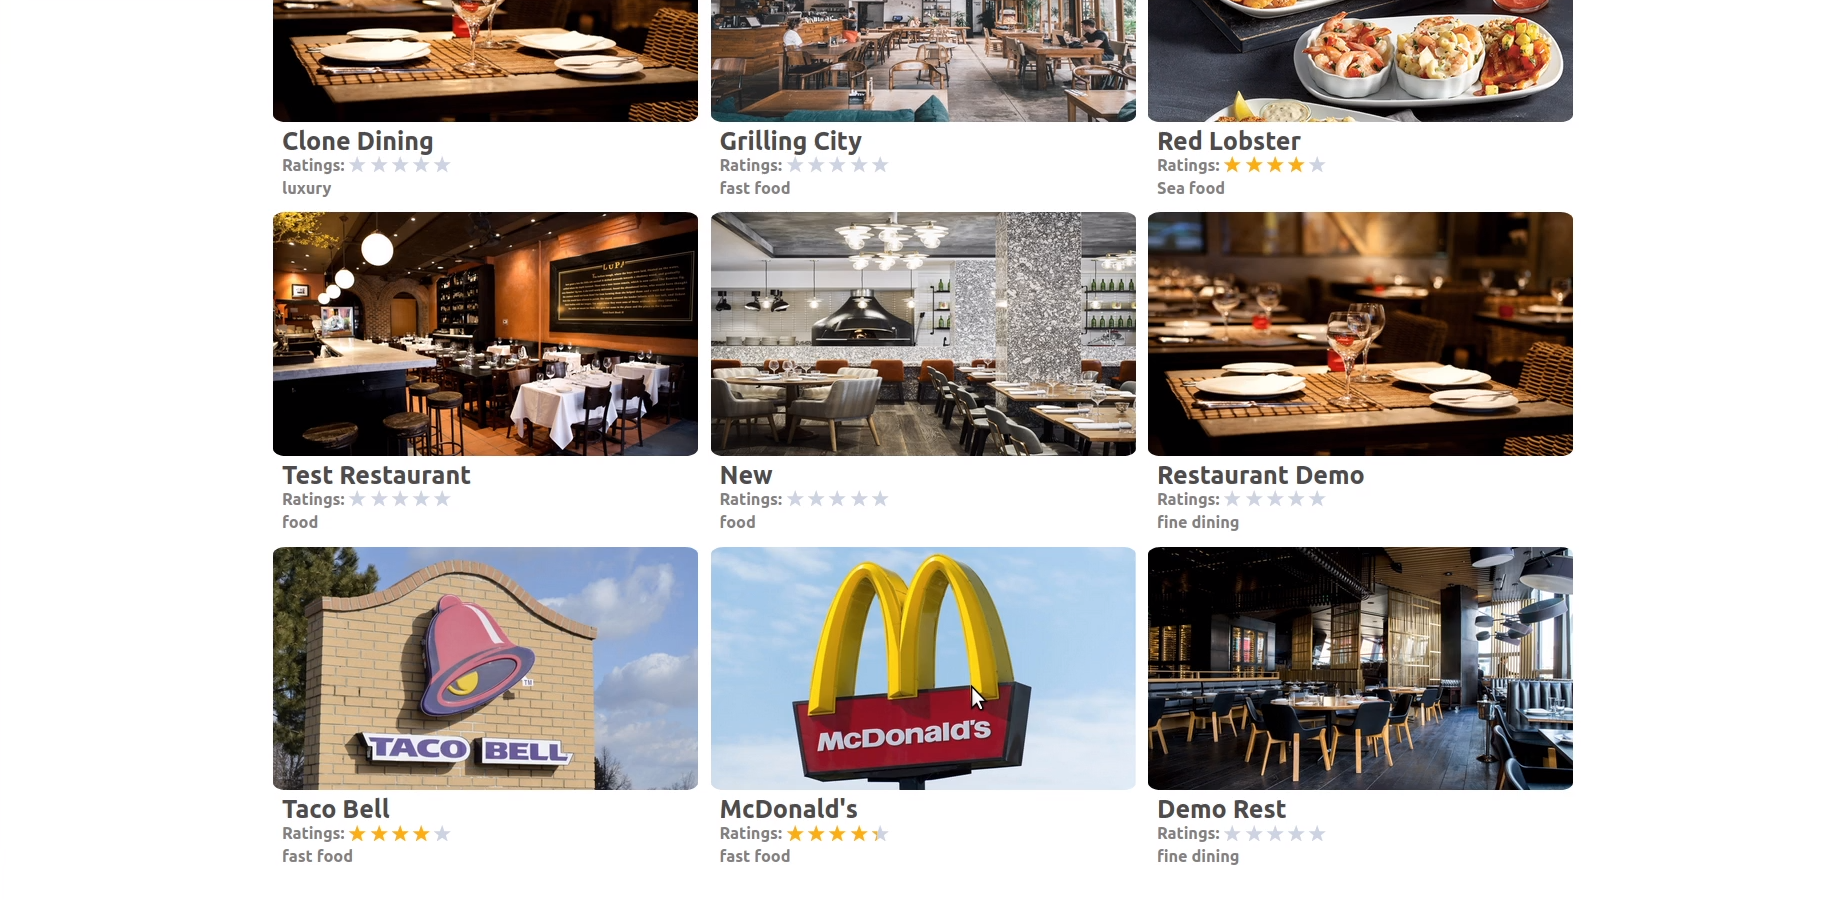 Clone Dining
Ratings:
luxury
Grilling City
Ratings:
fast food
Red Lobster
Ratings:
Sea food
LUPA
Test Restaurant
Ratings:
food
New
Ratings:
food
Restaurant Demo
Ratings:
fine dining
TACO BELL
TM
Taco Bell
Ratings:
fast food
McDonald's
McDonald's
Ratings:
fast food
Demo Rest
Ratings:
fine dining